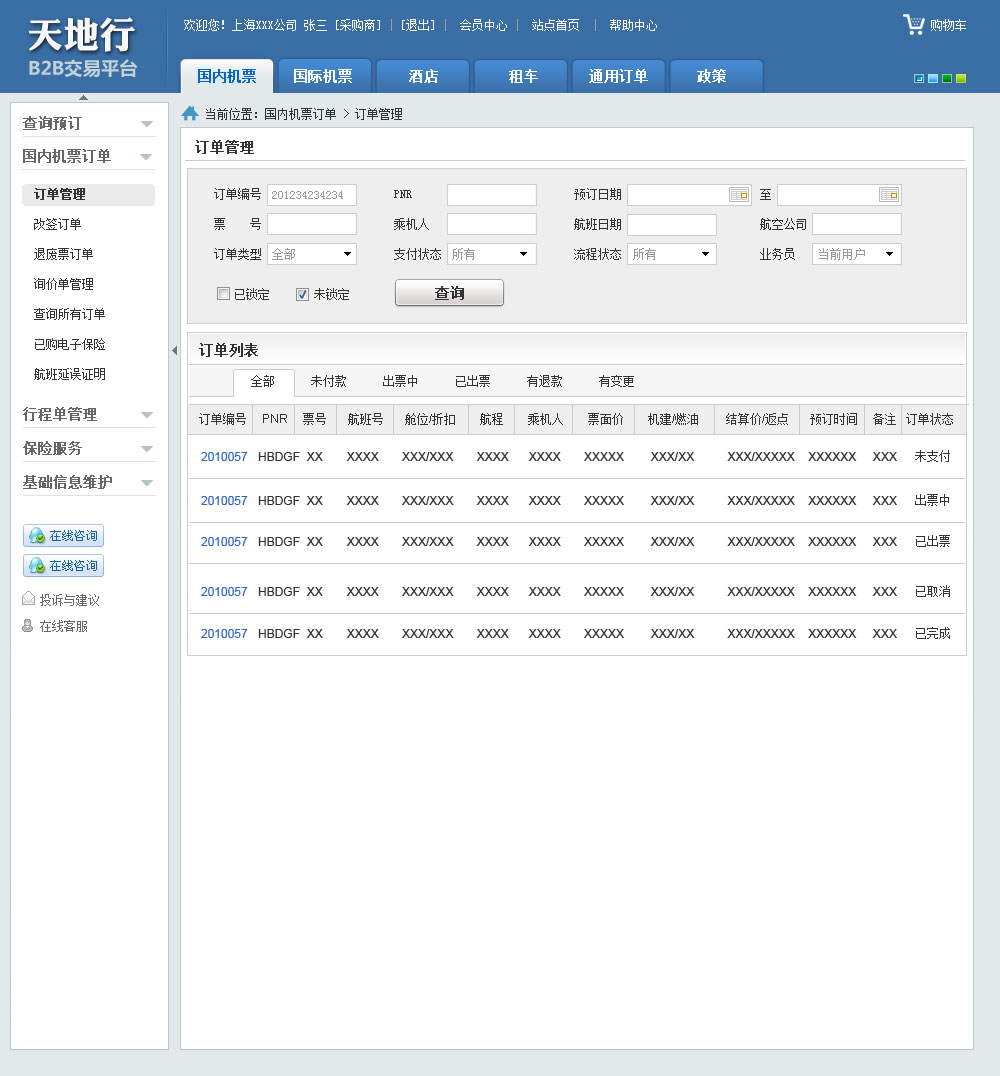 天地行
B2B交易平台
欢迎您! 上海XXX公司 张三 [采购商] | [退出] | 会员中心 | 站点首页 | 帮助中心
购物车
国内机票 国际机票 酒店 租车 通用订单 政策
当前位置: 国内机票订单 > 订单管理
查询预订
国内机票订单
订单管理
改签订单
退废票订单
询价单管理
查询所有订单
已购电子保险
航班延误证明
行程单管理
保险服务
基础信息维护
在线咨询
在线咨询
投诉与建议
在线客服
订单管理
订单编号 201234234234 PNR 预订日期 至
票 号 乘机人 航班日期 航空公司
订单类型 全部 支付状态 所有 流程状态 所有 业务员 当前用户
已锁定 未锁定 查询
订单列表
全部 未付款 出票中 已出票 有退款 有变更
订单编号 PNR 票号 航班号 舱位/折扣 航程 乘机人 票面价 机建/燃油 结算价/返点 预订时间 备注 订单状态
2010057 HBDGF XX XXXX XXX/XXX XXXX XXXX XXXXX XXX/XX XXX/XXXXX XXXXXX XXX 未支付
2010057 HBDGF XX XXXX XXX/XXX XXXX XXXX XXXXX XXX/XX XXX/XXXXX XXXXXX XXX 出票中
2010057 HBDGF XX XXXX XXX/XXX XXXX XXXX XXXXX XXX/XX XXX/XXXXX XXXXXX XXX 已出票
2010057 HBDGF XX XXXX XXX/XXX XXXX XXXX XXXXX XXX/XX XXX/XXXXX XXXXXX XXX 已取消
2010057 HBDGF XX XXXX XXX/XXX XXXX XXXX XXXXX XXX/XX XXX/XXXXX XXXXXX XXX 已完成